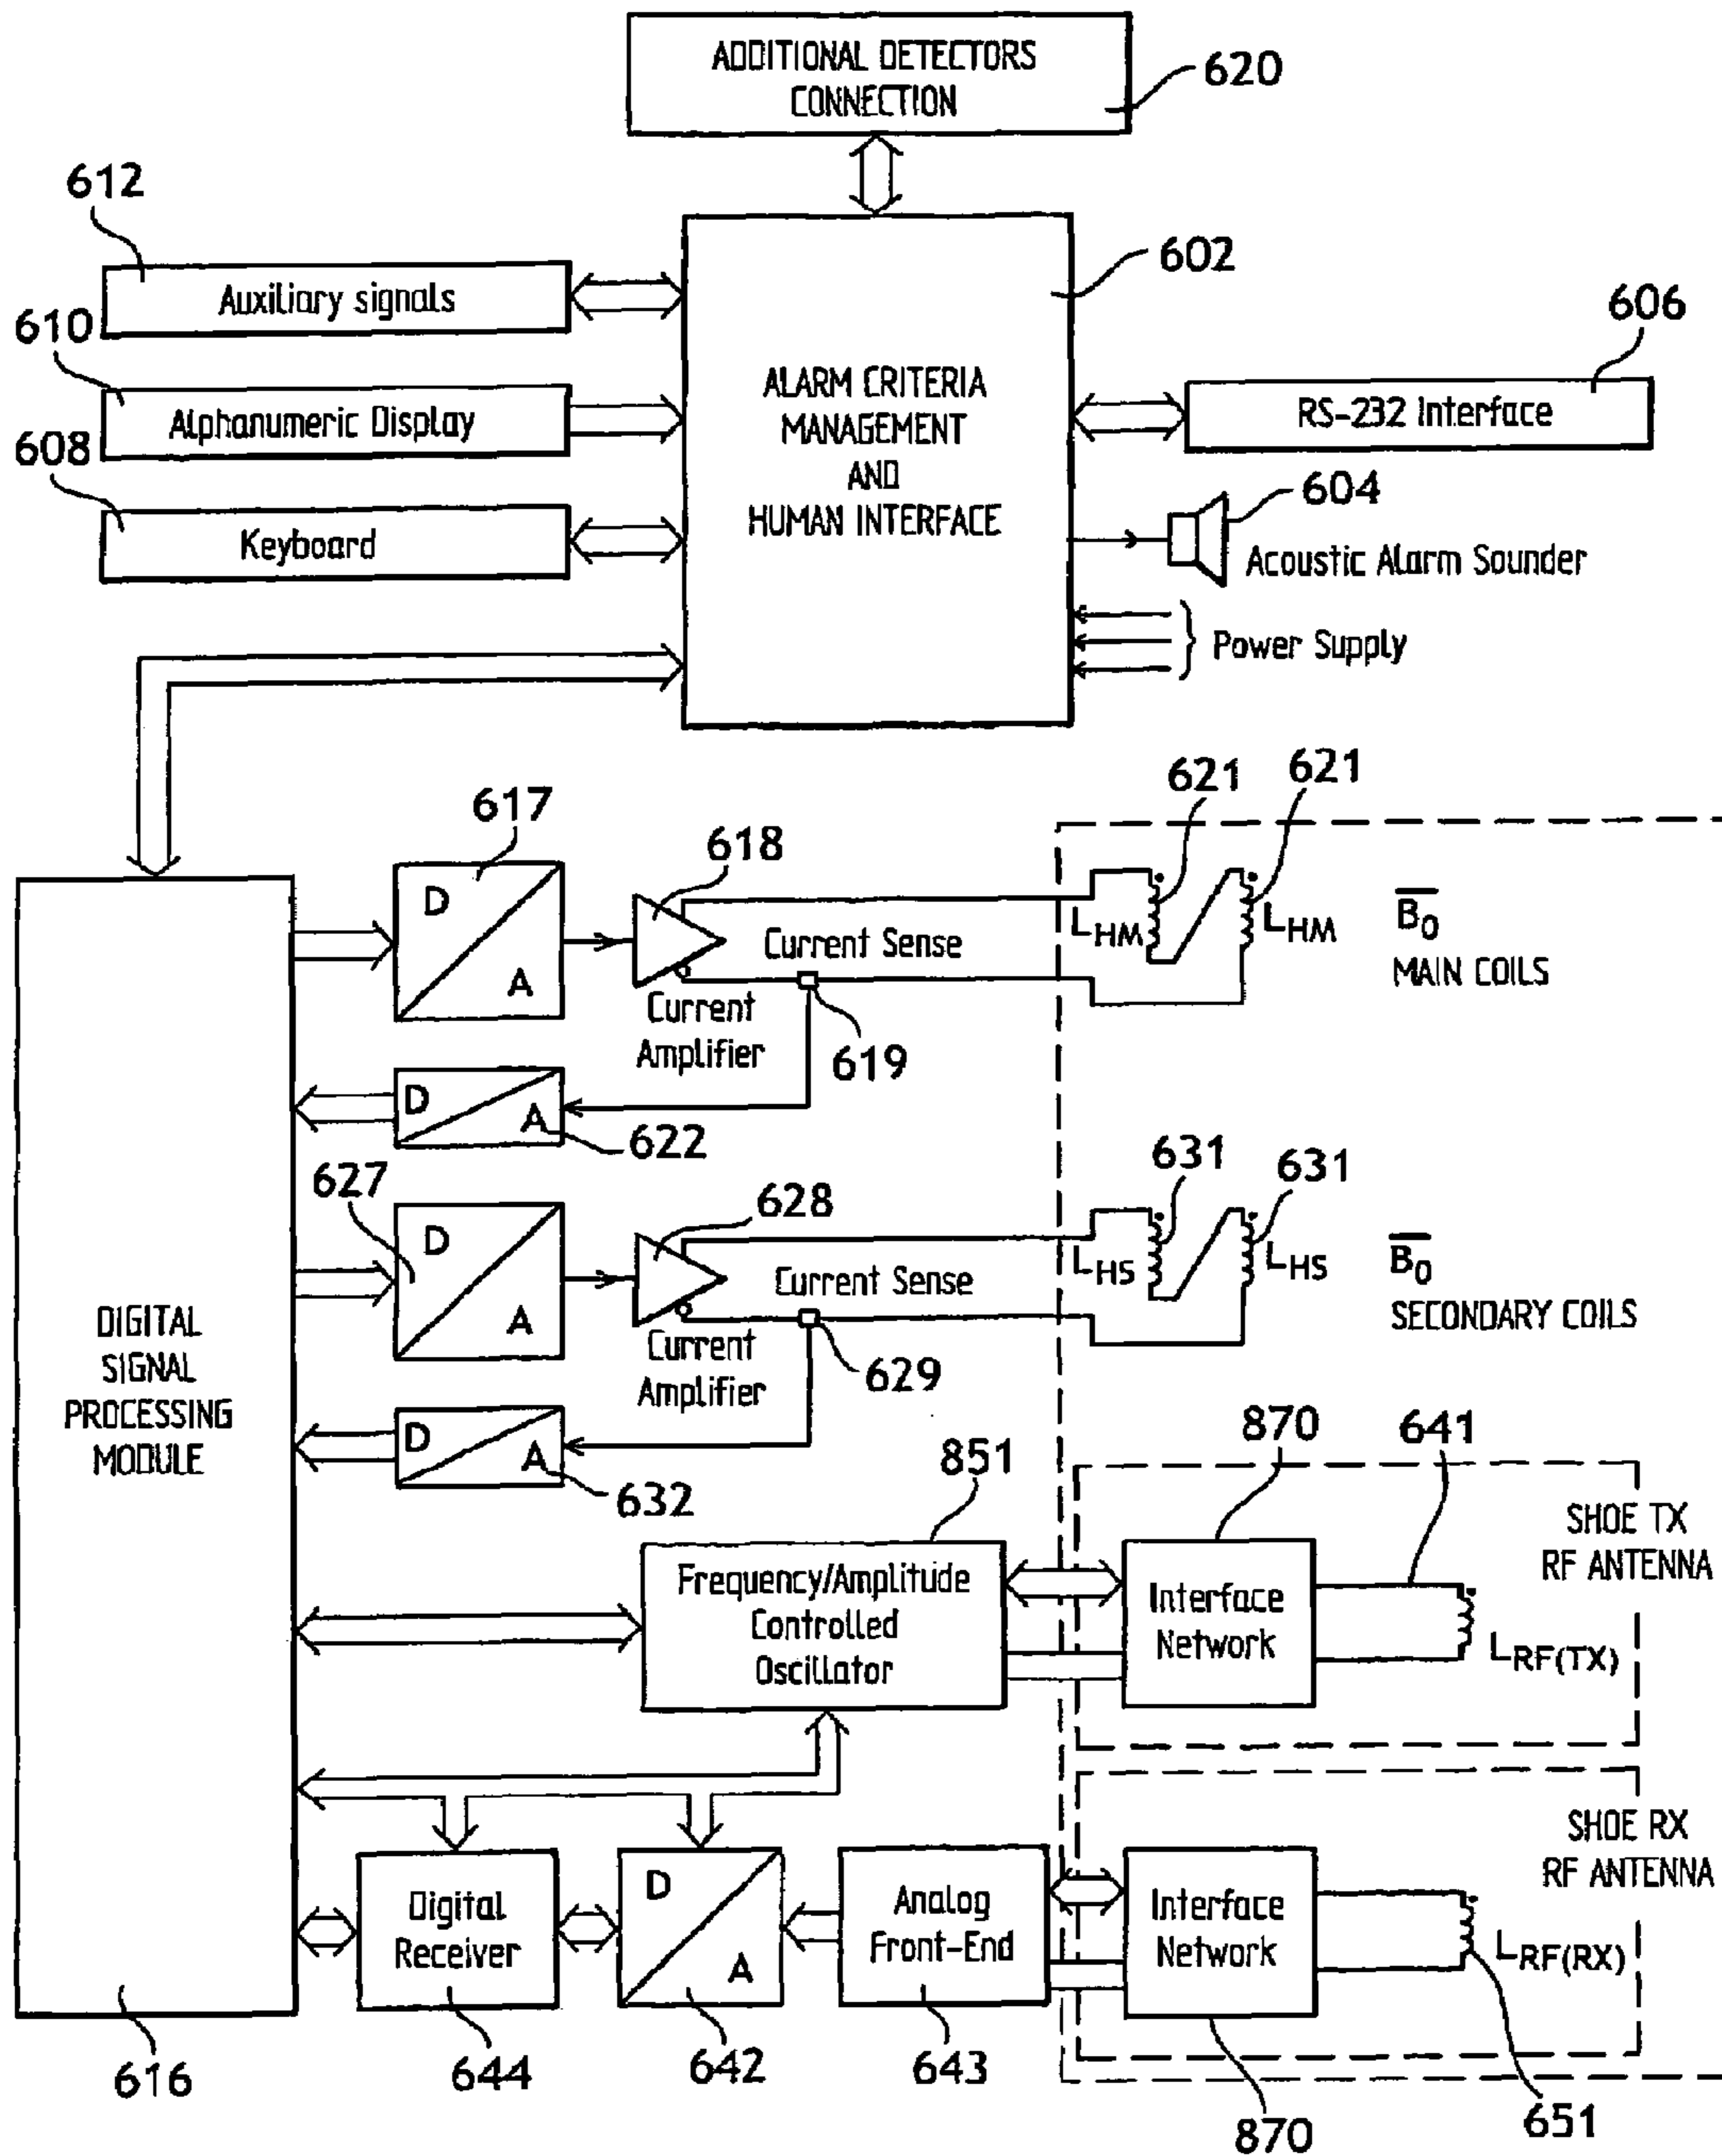 ADDITIONAL DETECTORS
CONNECTION
620
612
602
Auxiliary signals
610
606
ALARM CRITERIA
MANAGEMENT
AND
HUMAN INTERFACE
Alphanumeric Display
RS-232 Interface
608
604
Keyboard
Acoustic Alarm Sounder
Power Supply
621
621
617
618
D
A
LHM
LHM
B0
MAIN COILS
Current Sense
Current
Amplifier
619
D
A
622
631
631
627
628
D
A
LHS
LHS
B0
SECONDARY COILS
Current Sense
DIGITAL
SIGNAL
PROCESSING
MODULE
Current
Amplifier
629
D
A
632
851
870
641
SHOE TX
RF ANTENNA
Frequency/Amplitude
Controlled
Oscillator
Interface
Network
LRF(TX)
SHOE RX
RF ANTENNA
Digital
Receiver
D
A
Analog
Front-End
Interface
Network
LRF(RX)
616
644
642
643
870
651